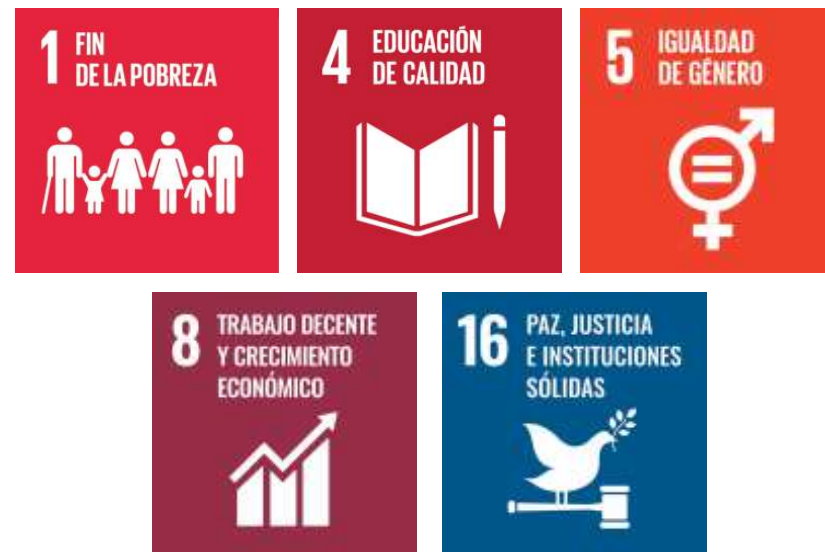 1 FIN
DE LA POBREZA
4 EDUCACIÓN
DE CALIDAD
5 IGUALDAD
DE GÉNERO
8 TRABAJO DECENTE
Y CRECIMIENTO
ECONÓMICO
16 PAZ, JUSTICIA
E INSTITUCIONES
SÓLIDAS